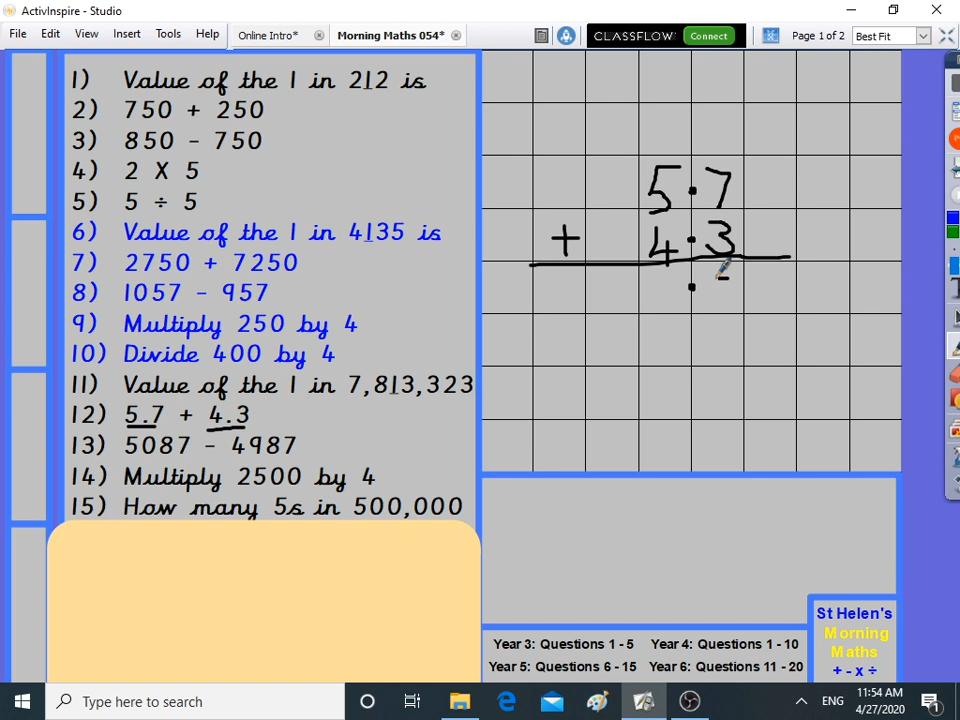 ActivInspire - Studio
File Edit View Insert Tools Help Online Intro* Morning Maths 054* CLASSFLOW Connect Page 1 of 2 Best Fit
1) Value of the 1 in 212 is
2) 750 + 250
3) 850 - 750
4) 2 X 5
5) 5 ÷ 5
6) Value of the 1 in 4135 is
7) 2750 + 7250
8) 1057 - 957
9) Multiply 250 by 4
10) Divide 400 by 4
11) Value of the 1 in 7,813,323
12) 5.7 + 4.3
13) 5087 - 4987
14) Multiply 2500 by 4
15) How many 5s in 500,000
5.7
+ 4.3
.
Year 3: Questions 1 - 5 Year 4: Questions 1 - 10
Year 5: Questions 6 - 15 Year 6: Questions 11 - 20
St Helen's
Morning
Maths
+ - x ÷
Type here to search
ENG
11:54 AM
4/27/2020
1